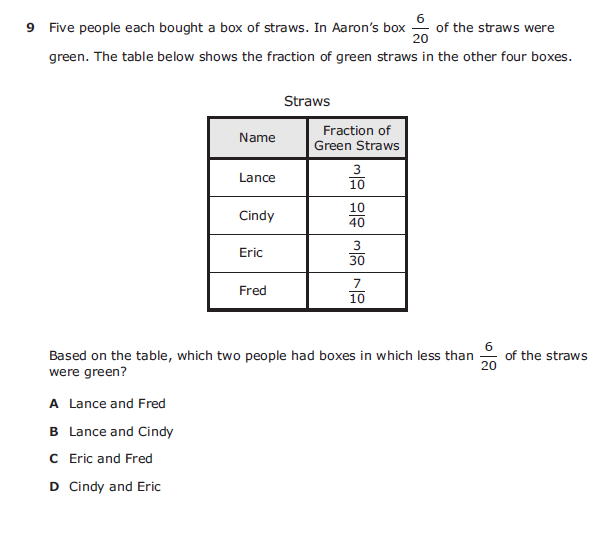 9 Five people each bought a box of straws. In Aaron's box 6/20 of the straws were
green. The table below shows the fraction of green straws in the other four boxes.
Straws
Name Fraction of Green Straws
Lance 3/10
Cindy 10/40
Eric 3/30
Fred 7/10
Based on the table, which two people had boxes in which less than 6/20 of the straws
were green?
A Lance and Fred
B Lance and Cindy
C Eric and Fred
D Cindy and Eric